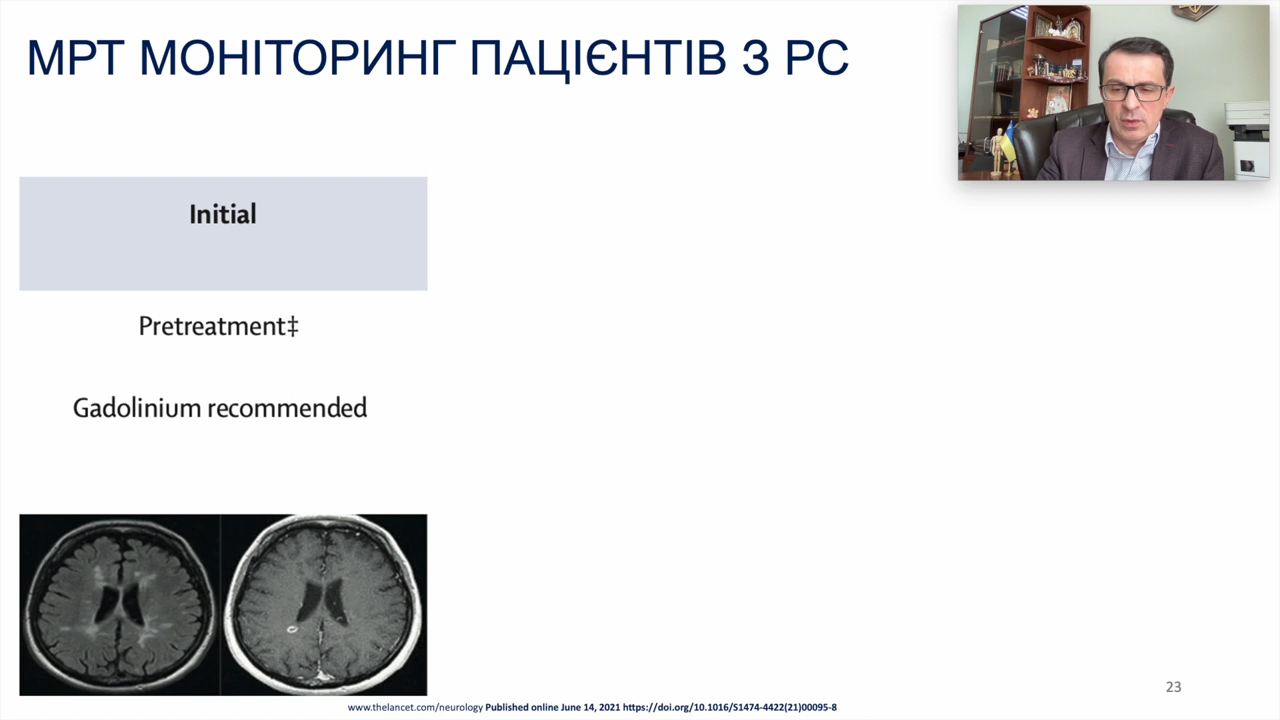 МРТ МОНІТОРИНГ ПАЦІЄНТІВ З РС
Initial
Pretreatment‡
Gadolinium recommended
23
www.thelancet.com/neurology Published online June 14, 2021 https://doi.org/10.1016/S1474-4422(21)00095-8